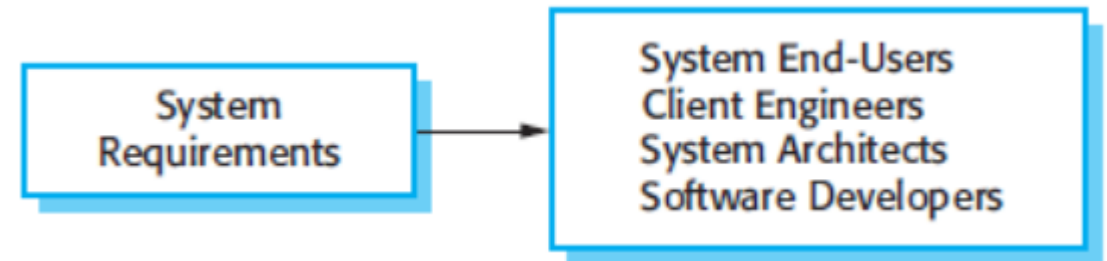 System
Requirements
System End-Users
Client Engineers
System Architects
Software Developers